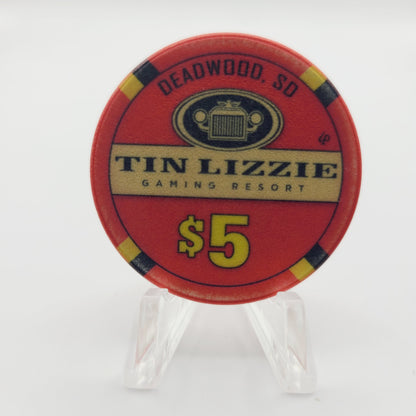 DEADWOOD, SD
TIN LIZZIE
GAMING RESORT
$5